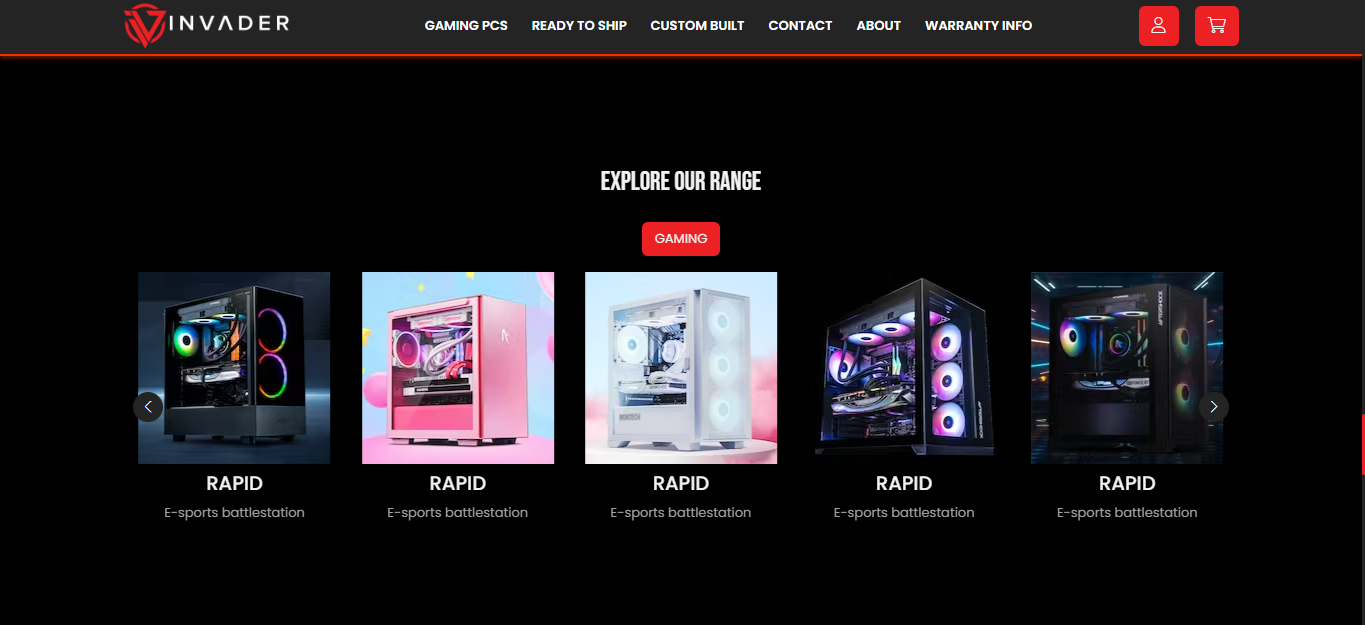 INVADER
GAMING PCS
READY TO SHIP
CUSTOM BUILT
CONTACT
ABOUT
WARRANTY INFO
EXPLORE OUR RANGE
GAMING
AFTERSHOCK
RAPID
RAPID
RAPID
RAPID
RAPID
E-sports battlestation
E-sports battlestation
E-sports battlestation
E-sports battlestation
E-sports battlestation